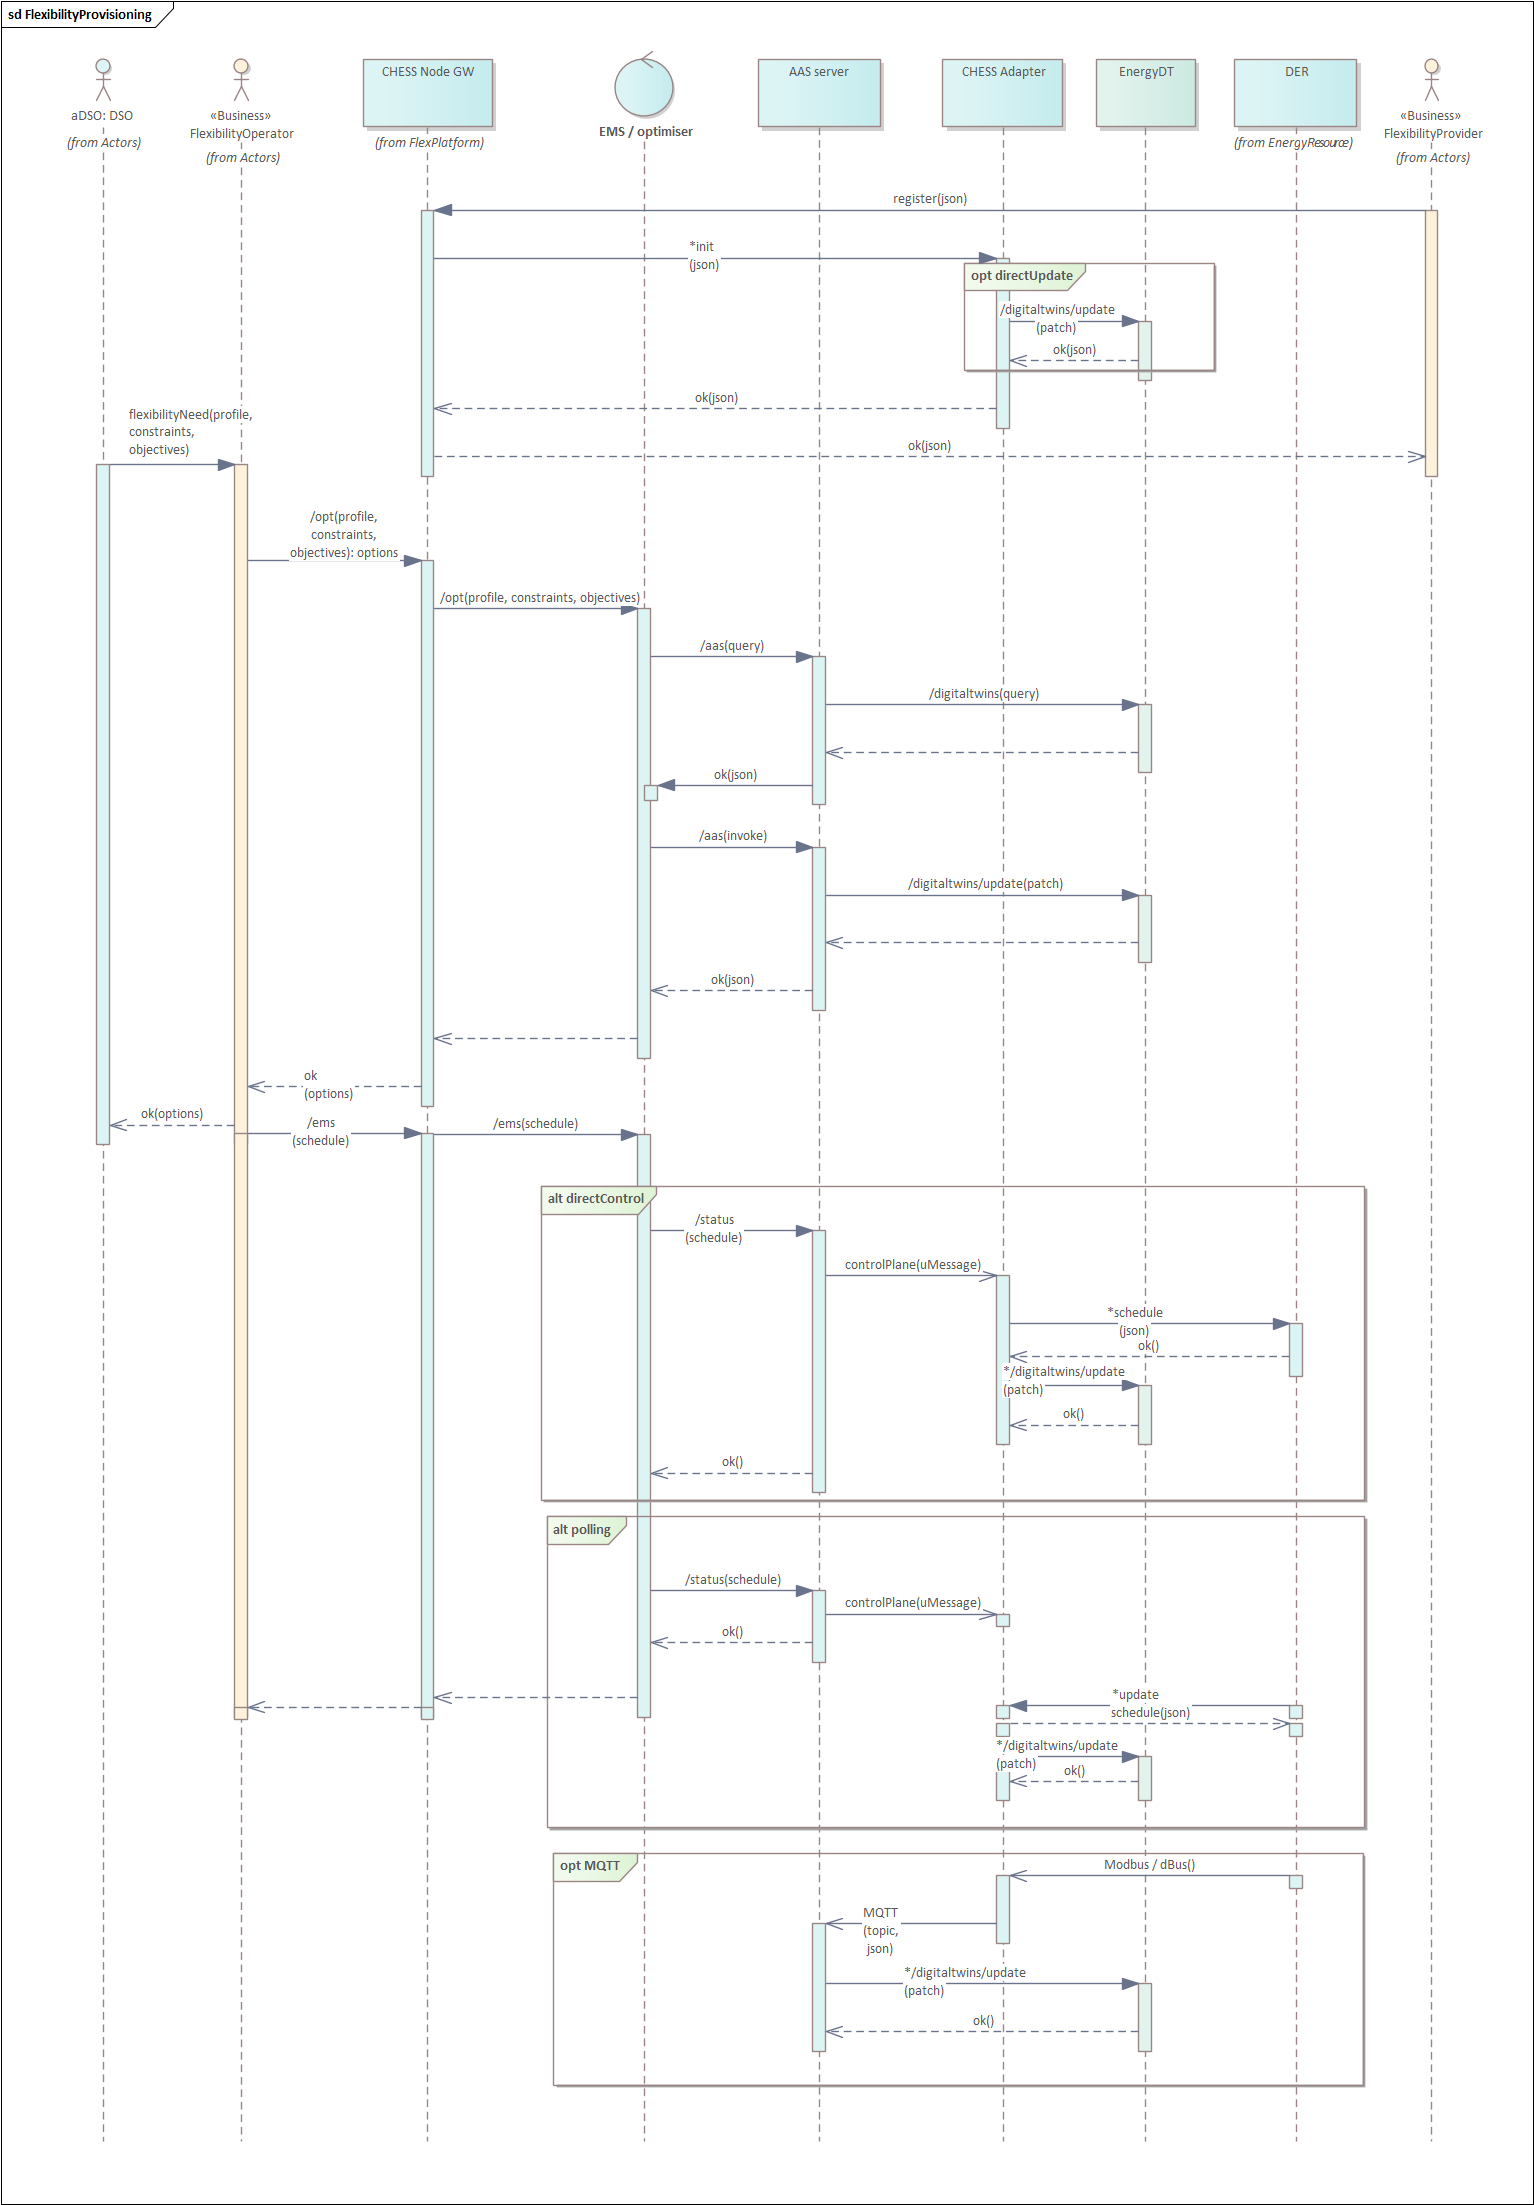 sd FlexibilityProvisioning
aDSO: DSO
(from Actors)
«Business»
FlexibilityOperator
(from Actors)
CHESS Node GW
(from FlexPlatform)
EMS / optimiser
AAS server
CHESS Adapter
EnergyDT
DER
(from EnergyResource)
«Business»
FlexibilityProvider
(from Actors)
register(json)
*init
(json)
opt directUpdate
/digitaltwins/update
(patch)
ok(json)
ok(json)
flexibilityNeed(profile,
constraints,
objectives)
ok(json)
/opt(profile,
constraints,
objectives): options
/opt(profile, constraints, objectives)
/aas(query)
/digitaltwins(query)
ok(json)
/aas(invoke)
/digitaltwins/update(patch)
ok(json)
ok
(options)
ok(options)
/ems
(schedule)
/ems(schedule)
alt directControl
/status
(schedule)
controlPlane(uMessage)
*schedule
(json)
ok()
*/digitaltwins/update
(patch)
ok()
ok()
alt polling
/status(schedule)
controlPlane(uMessage)
ok()
*update
schedule(json)
*/digitaltwins/update
(patch)
ok()
opt MQTT
Modbus / dBus()
MQTT
(topic,
json)
*/digitaltwins/update
(patch)
ok()